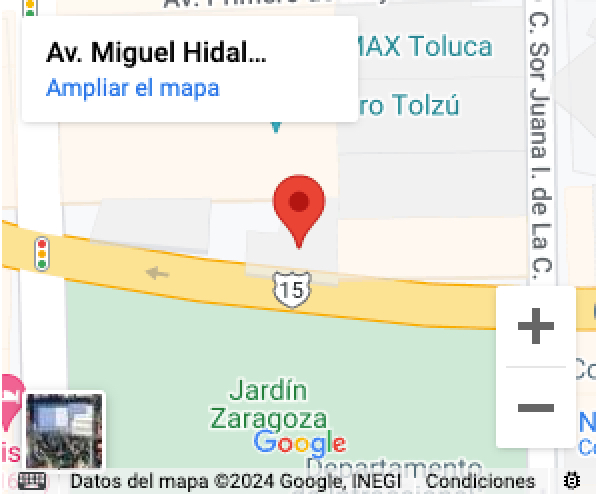 Av. Miguel Hidal...
Ampliar el mapa
MAX Toluca
ro Tolzú
C. Sor Juana I. de La C.
15
Jardín
Zaragoza
Google
Departamento
Datos del mapa ©2024 Google, INEGI
Condiciones